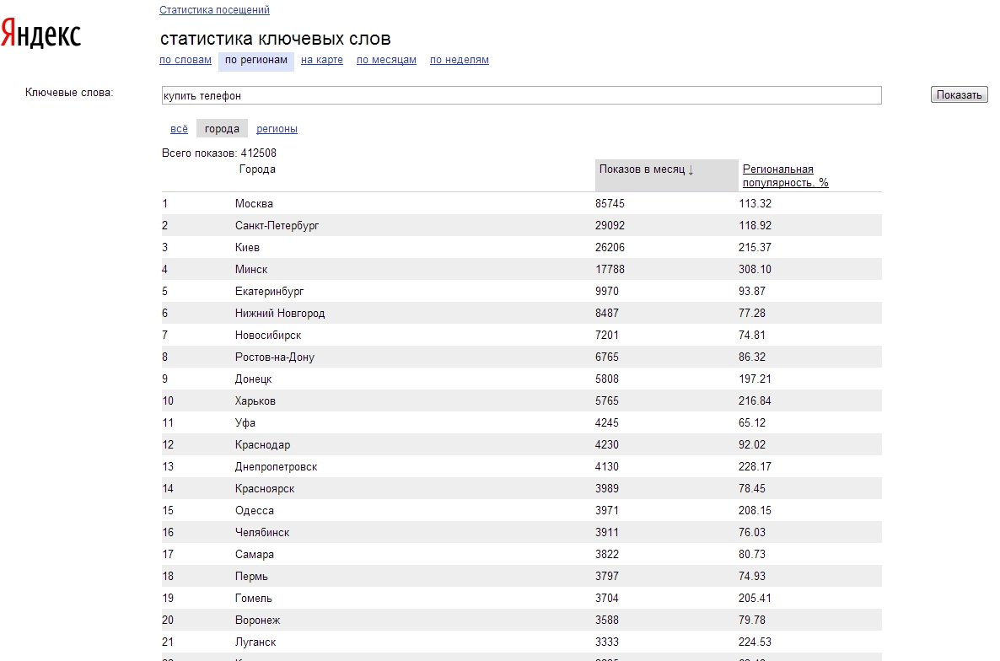 Статистика посещений
Яндекс
статистика ключевых слов
по словам по регионам на карте по месяцам по неделям
Ключевые слова: купить телефон Показать
всё города регионы
Всего показов: 412508
Города Показов в месяц ↓ Региональная
популярность, %
1 Москва 85745 113.32
2 Санкт-Петербург 29092 118.92
3 Киев 26206 215.37
4 Минск 17788 308.10
5 Екатеринбург 9970 93.87
6 Нижний Новгород 8487 77.28
7 Новосибирск 7201 74.81
8 Ростов-на-Дону 6765 86.32
9 Донецк 5808 197.21
10 Харьков 5765 216.84
11 Уфа 4245 65.12
12 Краснодар 4230 92.02
13 Днепропетровск 4130 228.17
14 Красноярск 3989 78.45
15 Одесса 3971 208.15
16 Челябинск 3911 76.03
17 Самара 3822 80.73
18 Пермь 3797 74.93
19 Гомель 3704 205.41
20 Воронеж 3588 79.78
21 Луганск 3333 224.53